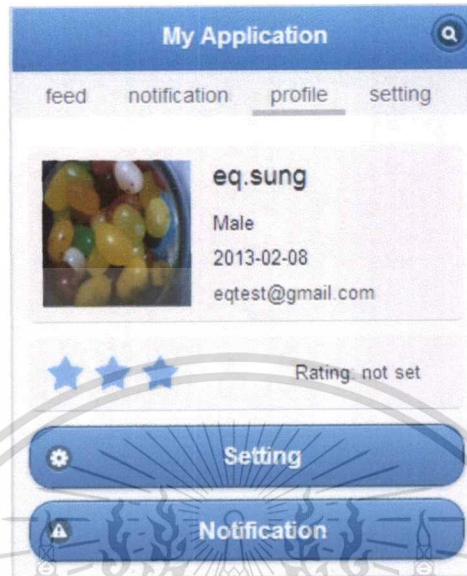 My Application
feed notification profile setting
eq.sung
Male
2013-02-08
eqtest@gmail.com
Rating: not set
Setting
Notification